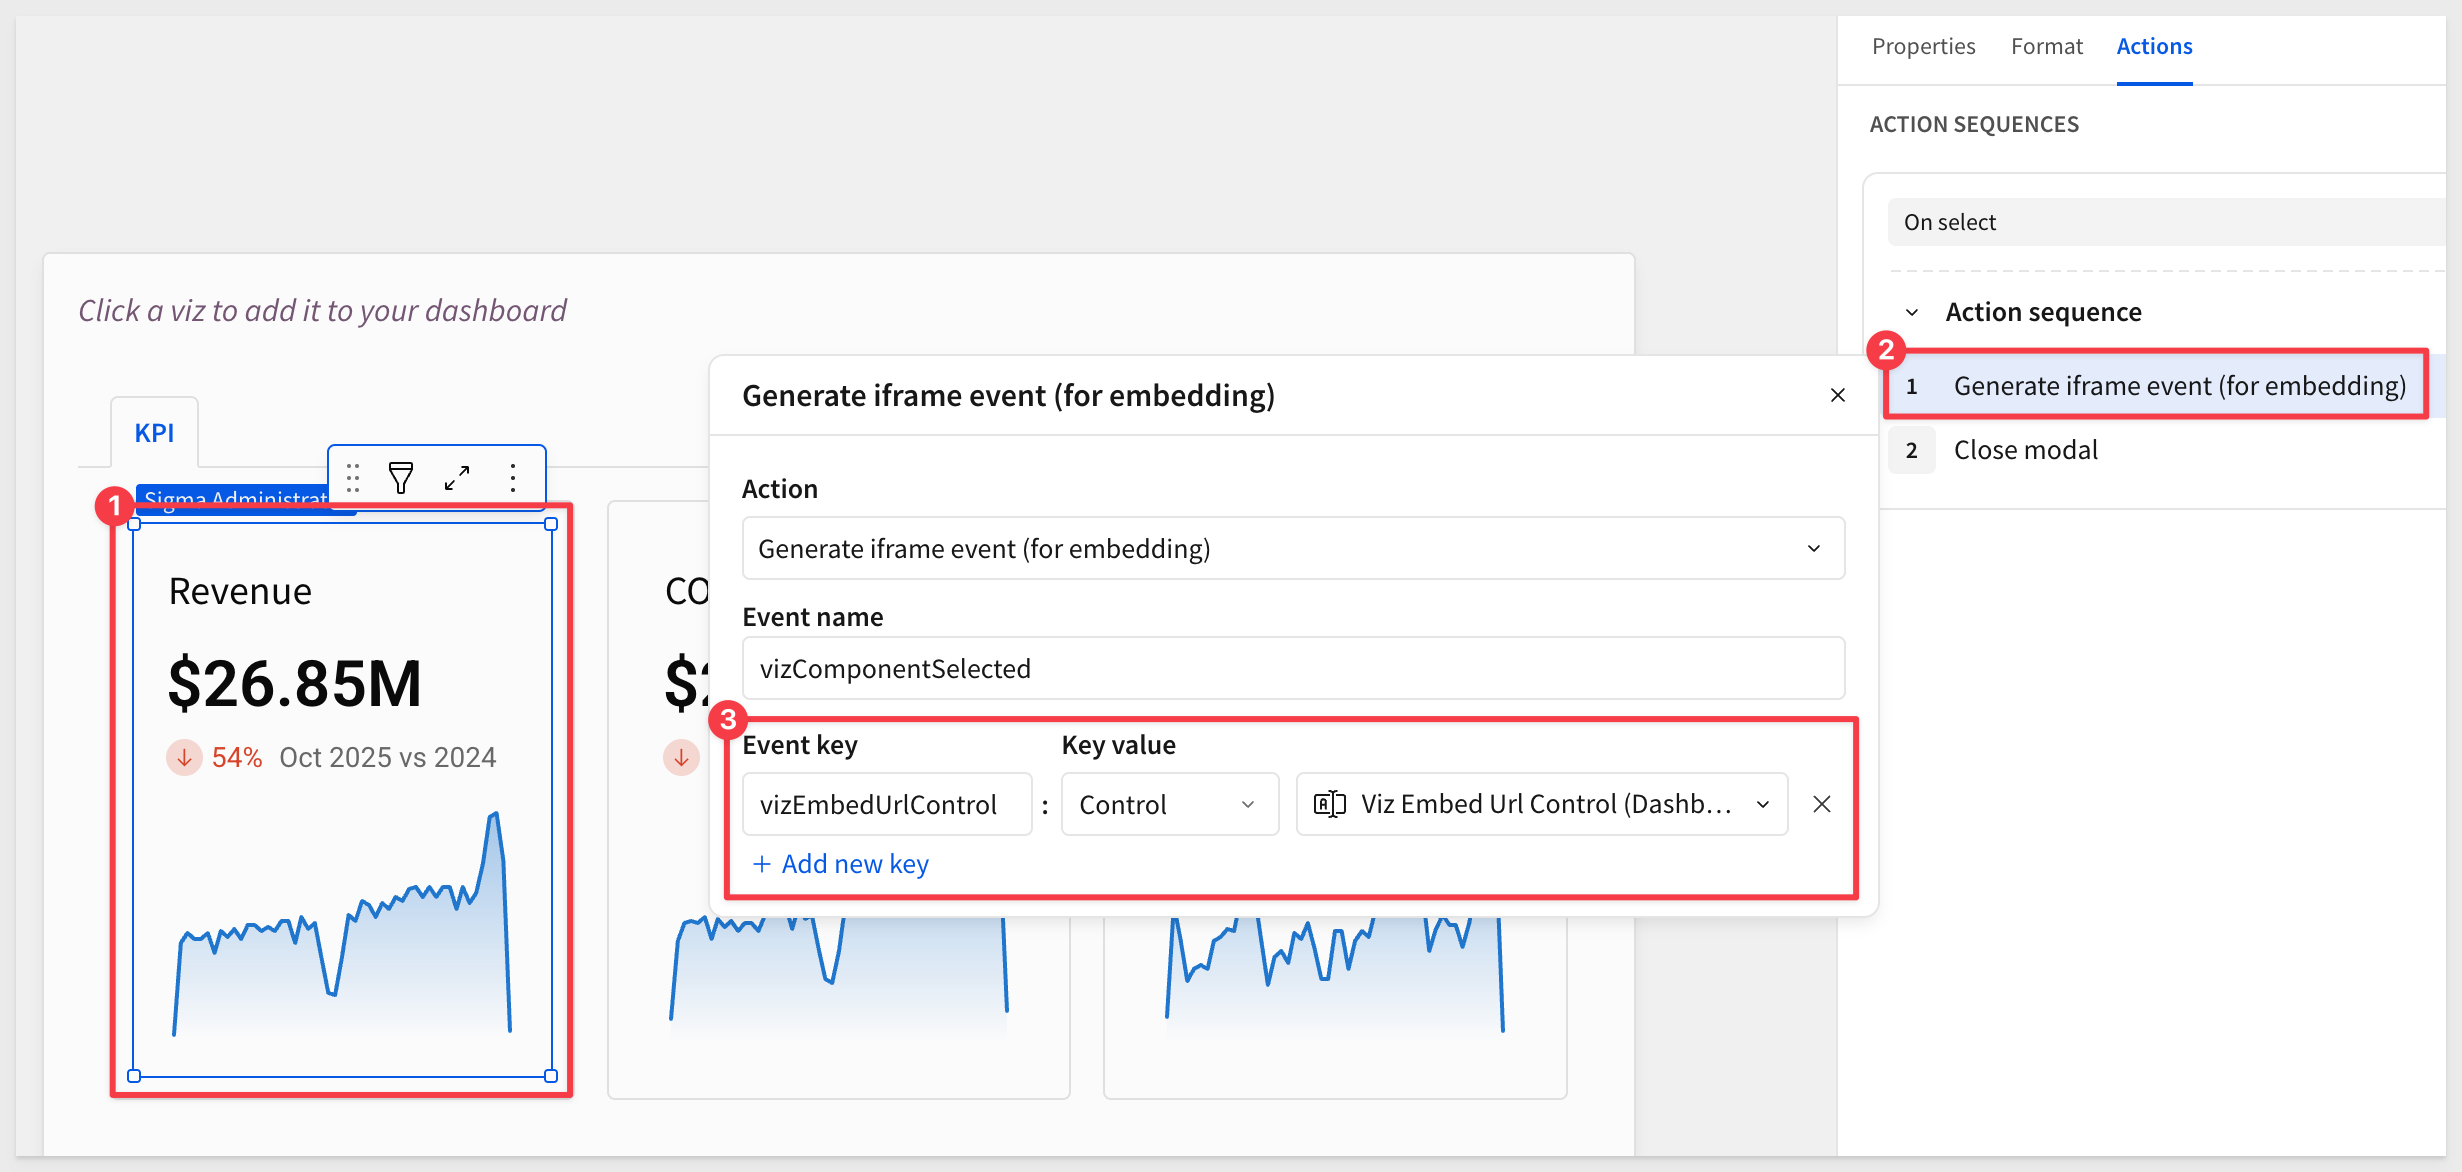 Properties Format Actions
ACTION SEQUENCES
On select
Action sequence
2
1 Generate iframe event (for embedding)
2 Close modal
Click a viz to add it to your dashboard
KPI
Sigma Administrat
1
Revenue
$26.85M
54% Oct 2025 vs 2024
CO
$2
Generate iframe event (for embedding)
Action
Generate iframe event (for embedding)
Event name
vizComponentSelected
3
Event key Key value
vizEmbedUrlControl : Control Viz Embed Url Control (Dashb...
+ Add new key